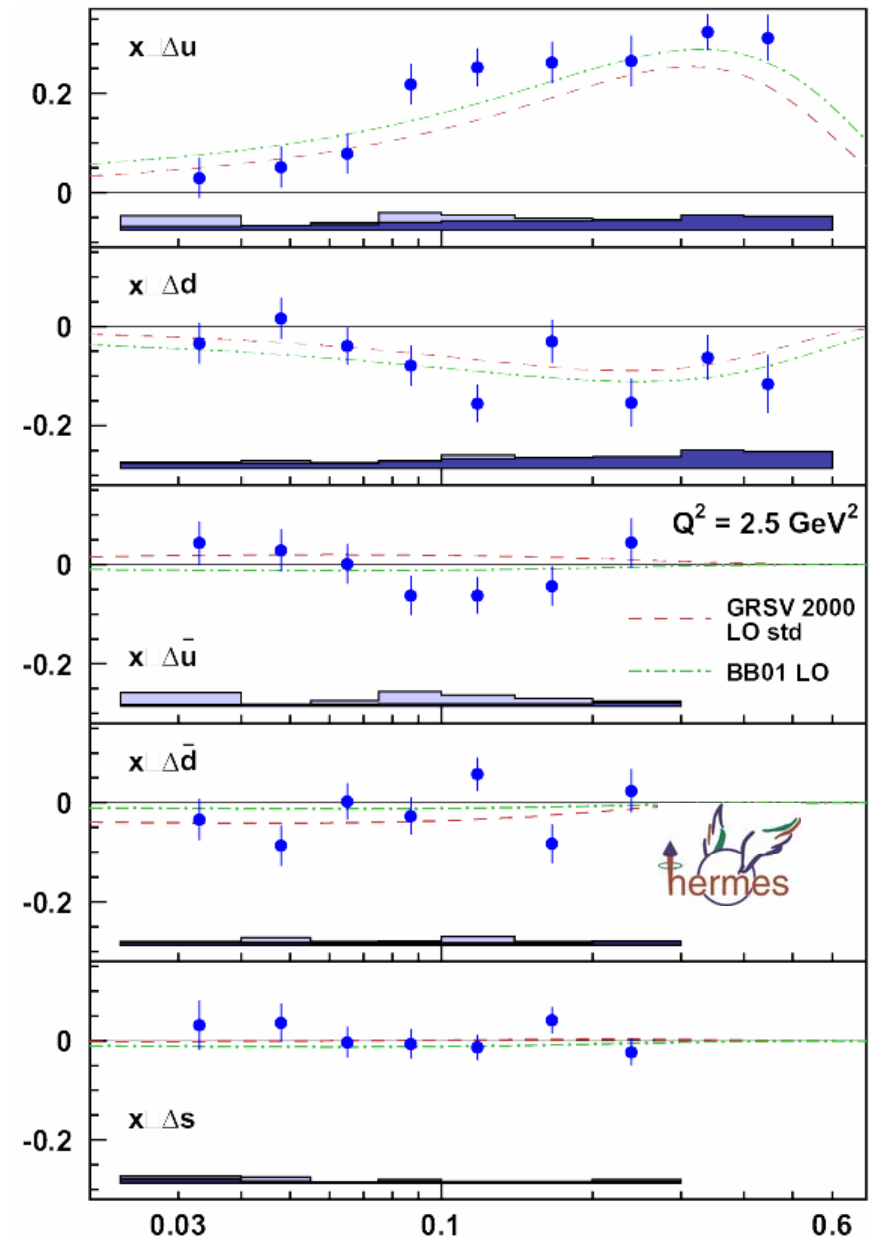 x Δu
0.2
0
x Δd
0
-0.2
Q² = 2.5 GeV²
0
GRSV 2000
LO std
BB01 LO
x Δū
-0.2
x Δd̄
0
hermes
-0.2
0
x Δs
-0.2
0.03 0.1 0.6